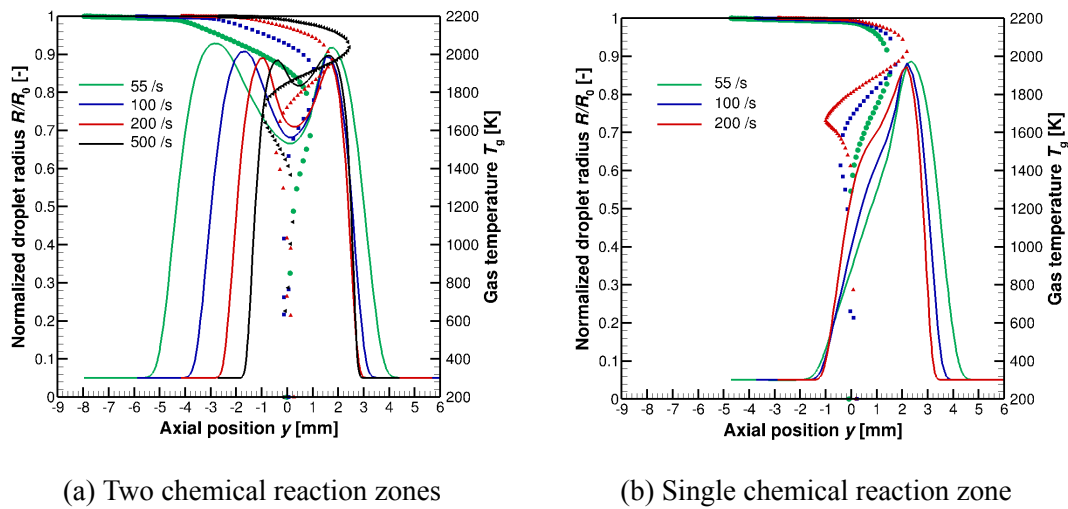 Normalized droplet radius R/R0 [-]
1
0.9
0.8
0.7
0.6
0.5
0.4
0.3
0.2
0.1
0
55 /s
100 /s
200 /s
500 /s
2200
2000
1800
1600
1400
1200
1000
800
600
400
200
Gas temperature Tg [K]
-9 -8 -7 -6 -5 -4 -3 -2 -1 0 1 2 3 4 5 6
Axial position y [mm]
(a) Two chemical reaction zones
Normalized droplet radius R/R0 [-]
1
0.9
0.8
0.7
0.6
0.5
0.4
0.3
0.2
0.1
0
55 /s
100 /s
200 /s
2200
2000
1800
1600
1400
1200
1000
800
600
400
200
Gas temperature Tg [K]
-9 -8 -7 -6 -5 -4 -3 -2 -1 0 1 2 3 4 5 6
Axial position y [mm]
(b) Single chemical reaction zone